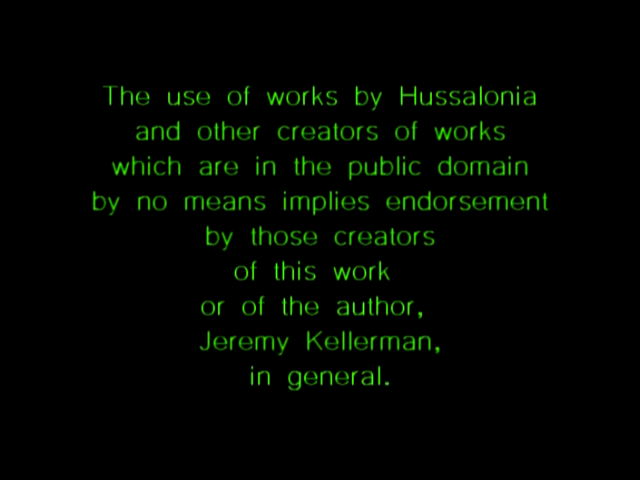 The use of works by Hussalonia
and other creators of works
which are in the public domain
by no means implies endorsement
by those creators
of this work
or of the author,
Jeremy Kellerman,
in general.